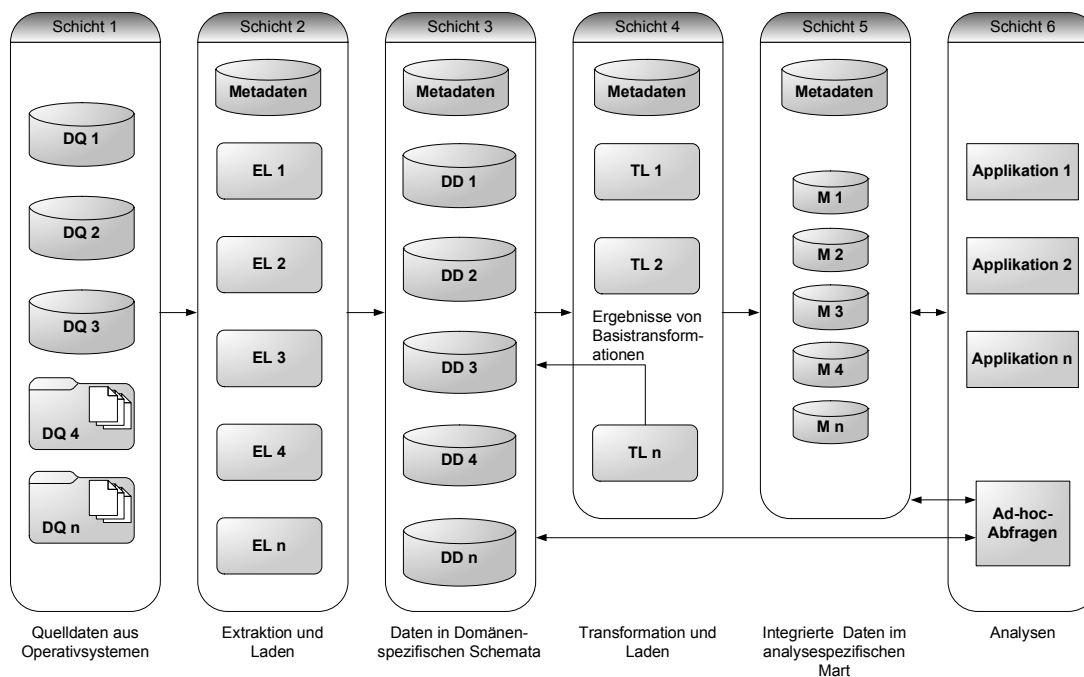 Schicht 1
DQ 1
DQ 2
DQ 3
DQ 4
DQ n
Quelldaten aus
Operativsystemen
Schicht 2
Metadaten
EL 1
EL 2
EL 3
EL 4
EL n
Extraktion und
Laden
Schicht 3
Metadaten
DD 1
DD 2
DD 3
DD 4
DD n
Daten in Domänen-
spezifischen Schemata
Schicht 4
Metadaten
TL 1
TL 2
Ergebnisse von
Basistransform-
ationen
TL n
Transformation und
Laden
Schicht 5
Metadaten
M 1
M 2
M 3
M 4
M n
Integrierte Daten im
analysespezifischen
Mart
Schicht 6
Applikation 1
Applikation 2
Applikation n
Ad-hoc-
Abfragen
Analysen